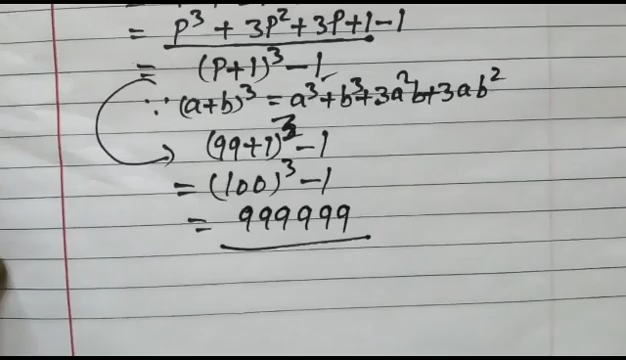 = p³ + 3p² + 3p + 1 - 1
= (p+1)³ - 1
∵ (a+b)³ = a³ + b³ + 3a²b + 3ab²
(99+1)³ - 1
= (100)³ - 1
= 999999